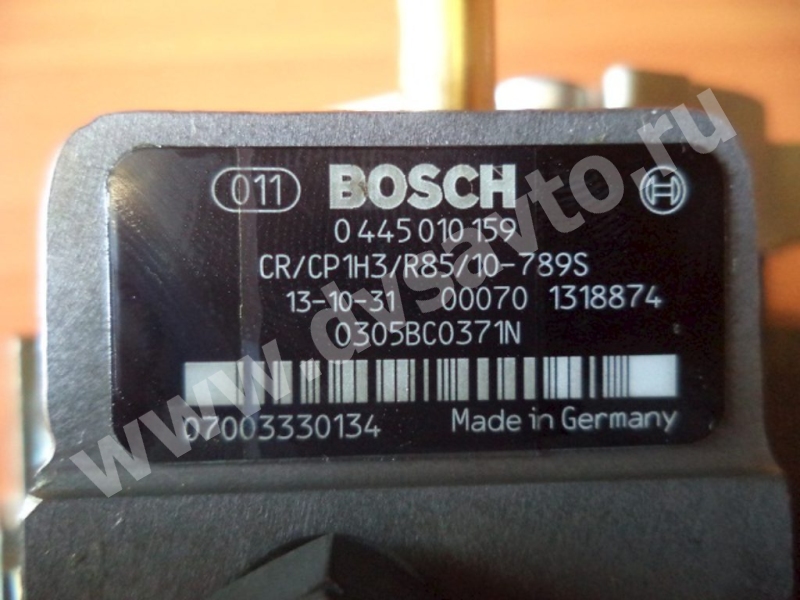 011 BOSCH
0 445 010 159
CR/CP1H3/R85/10-789S
13-10-31 00070 1318874
0305BC0371N
07003330134 Made in Germany
www.dvsavto.ru